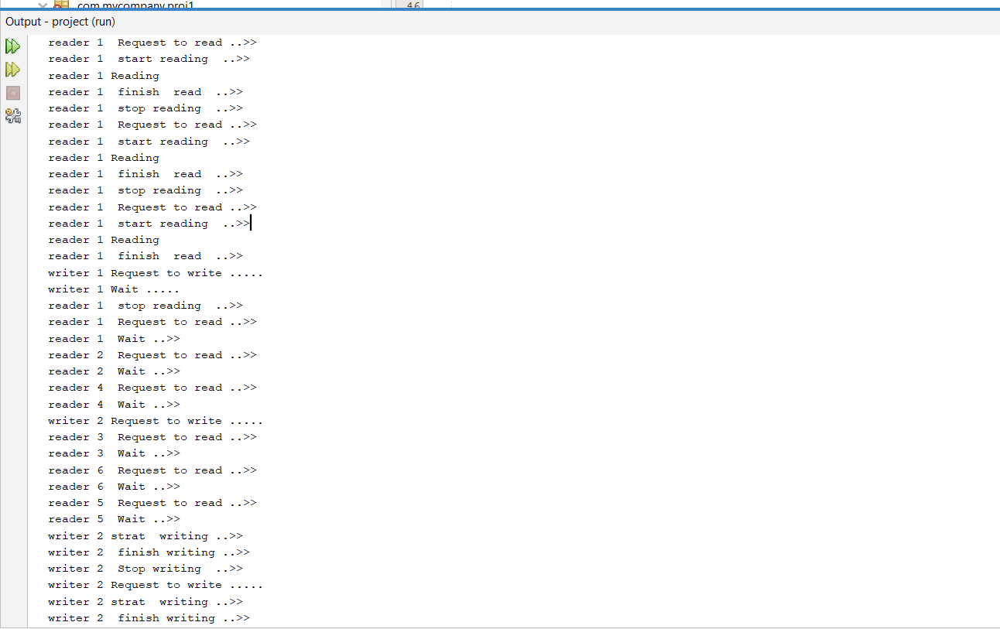 com.mycompany.proj1
46
Output - project (run)
reader 1  Request to read ..>>
reader 1  start reading  ..>>
reader 1 Reading
reader 1  finish  read  ..>>
reader 1  stop reading  ..>>
reader 1  Request to read ..>>
reader 1  start reading  ..>>
reader 1 Reading
reader 1  finish  read  ..>>
reader 1  stop reading  ..>>
reader 1  Request to read ..>>
reader 1  start reading  ..>>
reader 1 Reading
reader 1  finish  read  ..>>
writer 1 Request to write .....
writer 1 Wait .....
reader 1  stop reading  ..>>
reader 1  Request to read ..>>
reader 1  Wait ..>>
reader 2  Request to read ..>>
reader 2  Wait ..>>
reader 4  Request to read ..>>
reader 4  Wait ..>>
writer 2 Request to write .....
reader 3  Request to read ..>>
reader 3  Wait ..>>
reader 6  Request to read ..>>
reader 6  Wait ..>>
reader 5  Request to read ..>>
reader 5  Wait ..>>
writer 2 strat  writing ..>>
writer 2  finish writing ..>>
writer 2  Stop writing  ..>>
writer 2 Request to write .....
writer 2 strat  writing ..>>
writer 2  finish writing ..>>